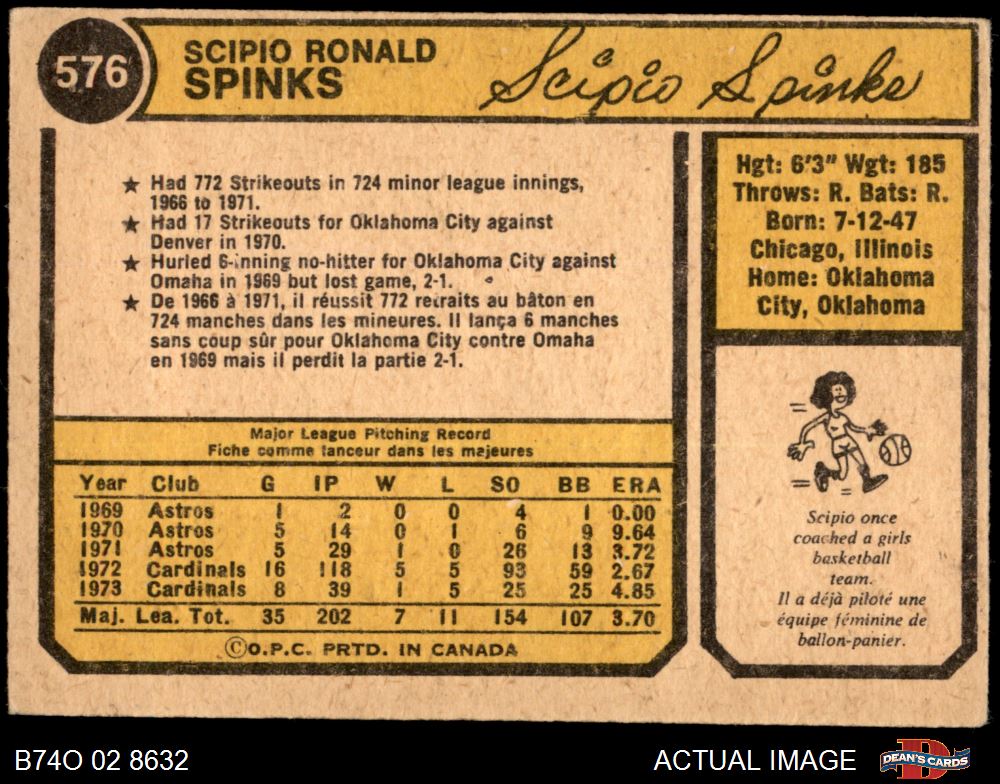 576
SCIPIO RONALD
SPINKS
Scipio Spinks
★ Had 772 Strikeouts in 724 minor league innings,
1966 to 1971.
★ Had 17 Strikeouts for Oklahoma City against
Denver in 1970.
★ Hurled 6-inning no-hitter for Oklahoma City against
Omaha in 1969 but lost game, 2-1.
★ De 1966 à 1971, il réussit 772 retraits au bâton en
724 manches dans les mineures. Il lança 6 manches
sans coup sûr pour Oklahoma City contre Omaha
en 1969 mais il perdit la partie 2-1.
Major League Pitching Record
Fiche comme lanceur dans les majeures
Year Club G IP W L SO BB ERA
1969 Astros 1 2 0 0 4 1 0.00
1970 Astros 5 14 0 1 6 9 9.64
1971 Astros 5 29 1 0 26 13 3.72
1972 Cardinals 16 118 5 5 93 59 2.67
1973 Cardinals 8 39 1 5 25 25 4.85
Maj. Lea. Tot. 35 202 7 11 154 107 3.70
©O.P.C. PRTD. IN CANADA
Hgt: 6'3" Wgt: 185
Throws: R. Bats: R.
Born: 7-12-47
Chicago, Illinois
Home: Oklahoma
City, Oklahoma
Scipio once
coached a girls
basketball
team.
Il a déjà piloté une
équipe féminine de
ballon-panier.
B74O 02 8632
ACTUAL IMAGE
D
DEAN'S CARDS